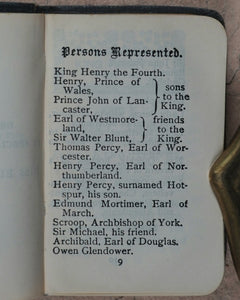 Persons Represented.
King Henry the Fourth.
Henry, Prince of
Wales,
Prince John of Lan-
caster,
sons
to the
King.
Earl of Westmore-
land,
Sir Walter Blunt,
friends
to the
King.
Thomas Percy, Earl of Wor-
cester.
Henry Percy, Earl of Nor-
thumberland.
Henry Percy, surnamed Hot-
spur, his son.
Edmund Mortimer, Earl of
March.
Scroop, Archbishop of York.
Sir Michael, his friend.
Archibald, Earl of Douglas.
Owen Glendower.
9